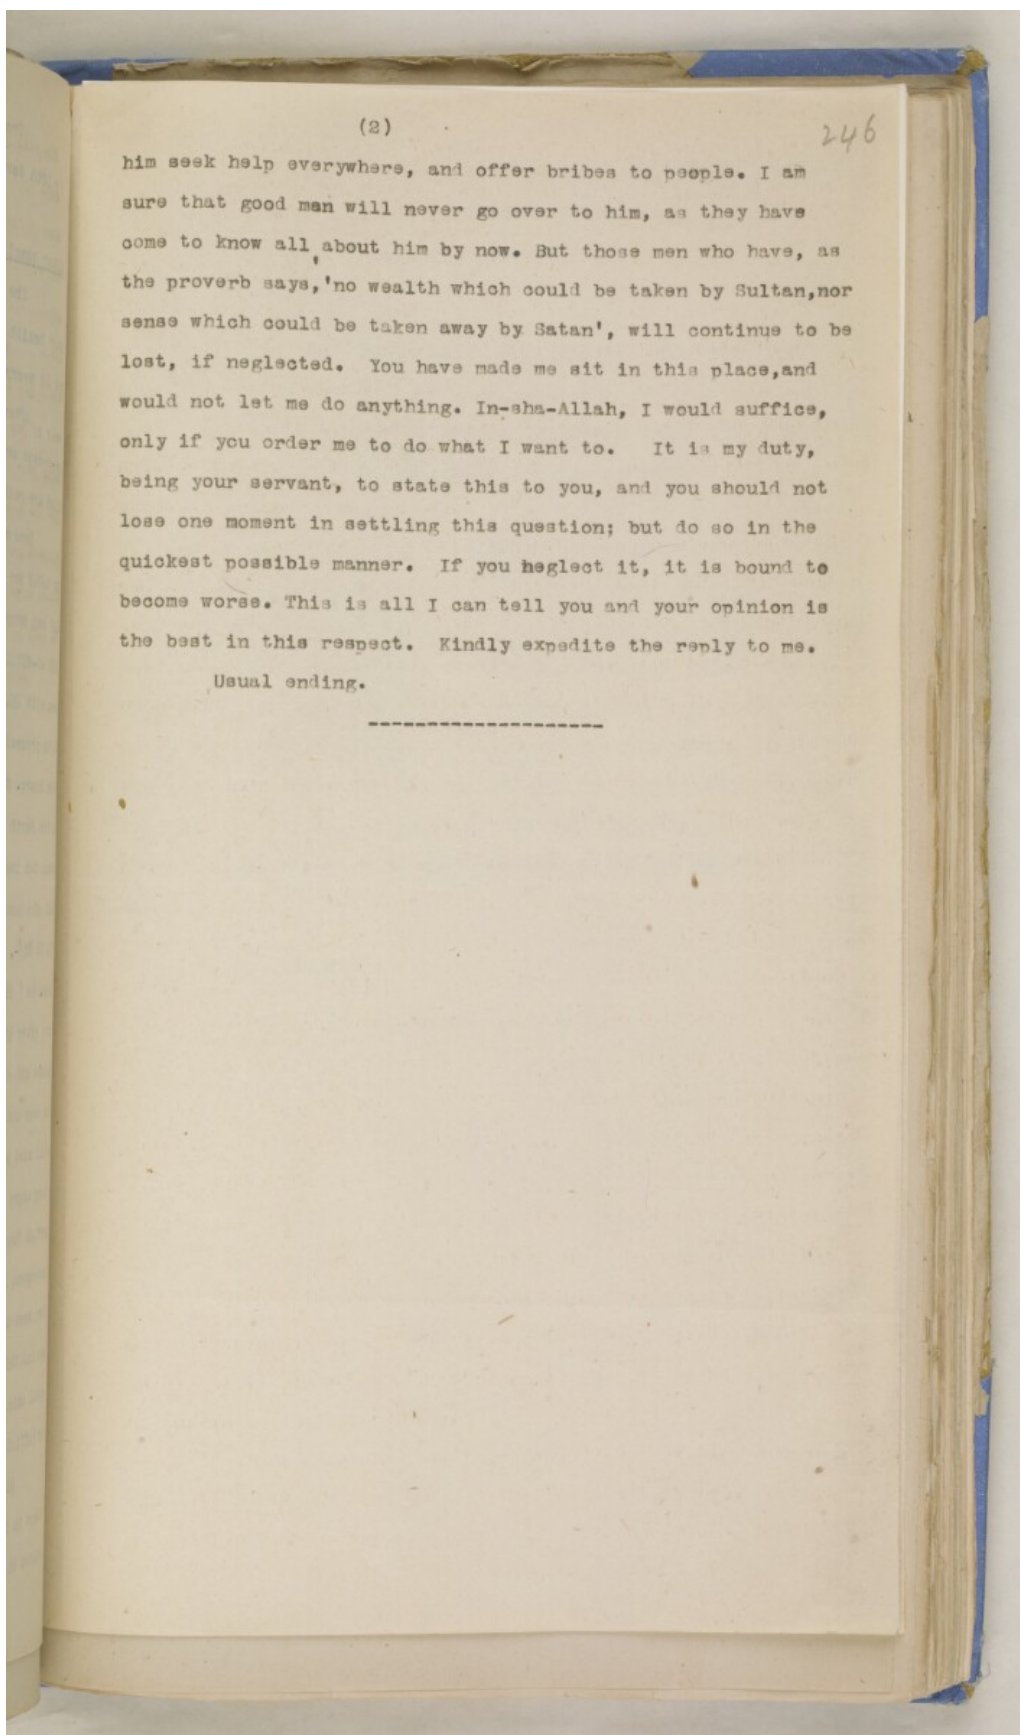 (2)
246
him seek help everywhere, and offer bribes to people. I am
sure that good men will never go over to him, as they have
come to know all, about him by now. But those men who have, as
the proverb says,'no wealth which could be taken by Sultan,nor
sense which could be taken away by Satan', will continue to be
lost, if neglected. You have made me sit in this place,and
would not let me do anything. In-sha-Allah, I would suffice,
only if you order me to do what I want to. It is my duty,
being your servant, to state this to you, and you should not
lose one moment in settling this question; but do so in the
quickest possible manner. If you neglect it, it is bound to
become worse. This is all I can tell you and your opinion is
the best in this respect. Kindly expedite the reply to me.
Usual ending.